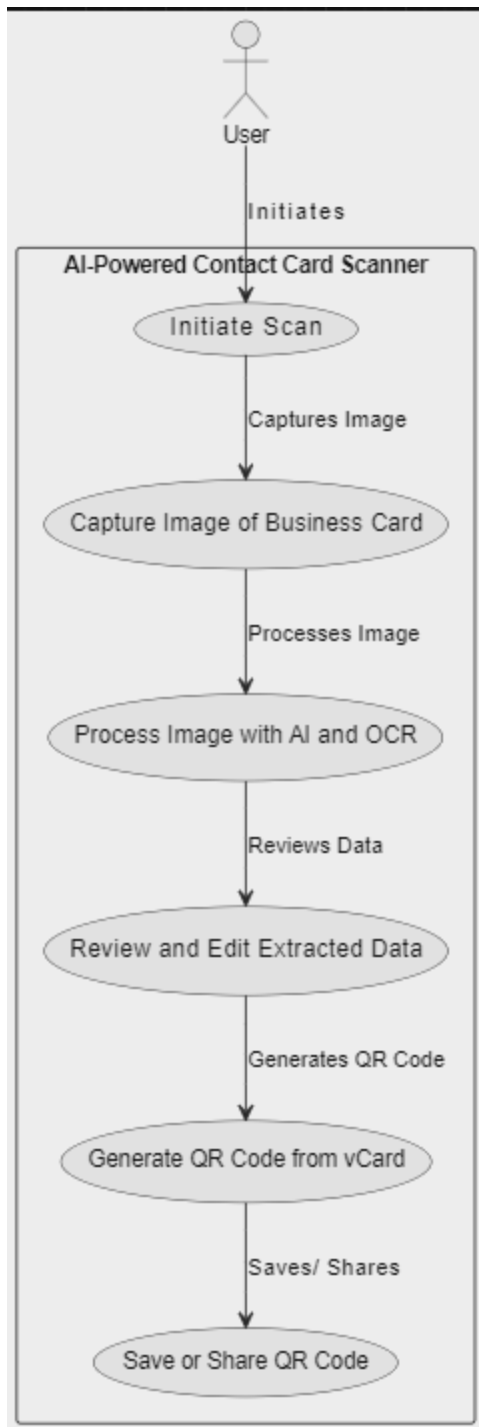 User
Initiates
AI-Powered Contact Card Scanner
Initiate Scan
Captures Image
Capture Image of Business Card
Processes Image
Process Image with AI and OCR
Reviews Data
Review and Edit Extracted Data
Generates QR Code
Generate QR Code from vCard
Saves/ Shares
Save or Share QR Code